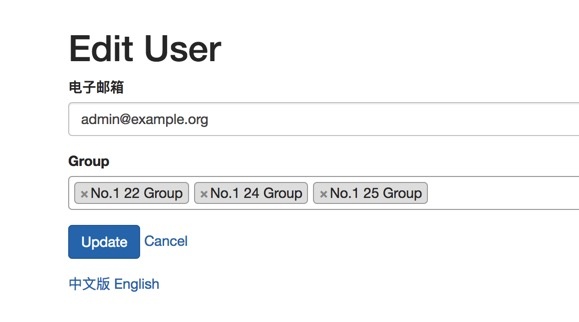 Edit User
电子邮箱
admin@example.org
Group
×No.1 22 Group ×No.1 24 Group ×No.1 25 Group
Update Cancel
中文版 English